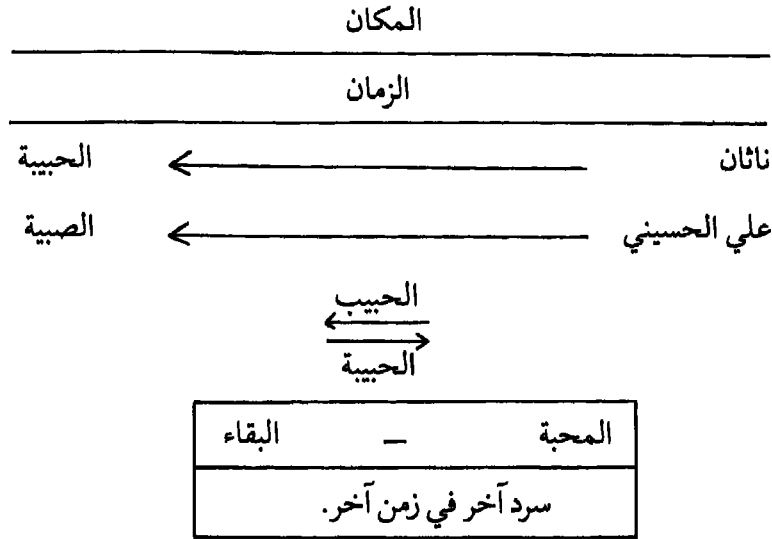 المكان
الزمان
ناثان الحبيبة
علي الحسيني الصبية
الحبيب
الحبيبة
المحبة – البقاء
سرد آخر في زمن آخر.